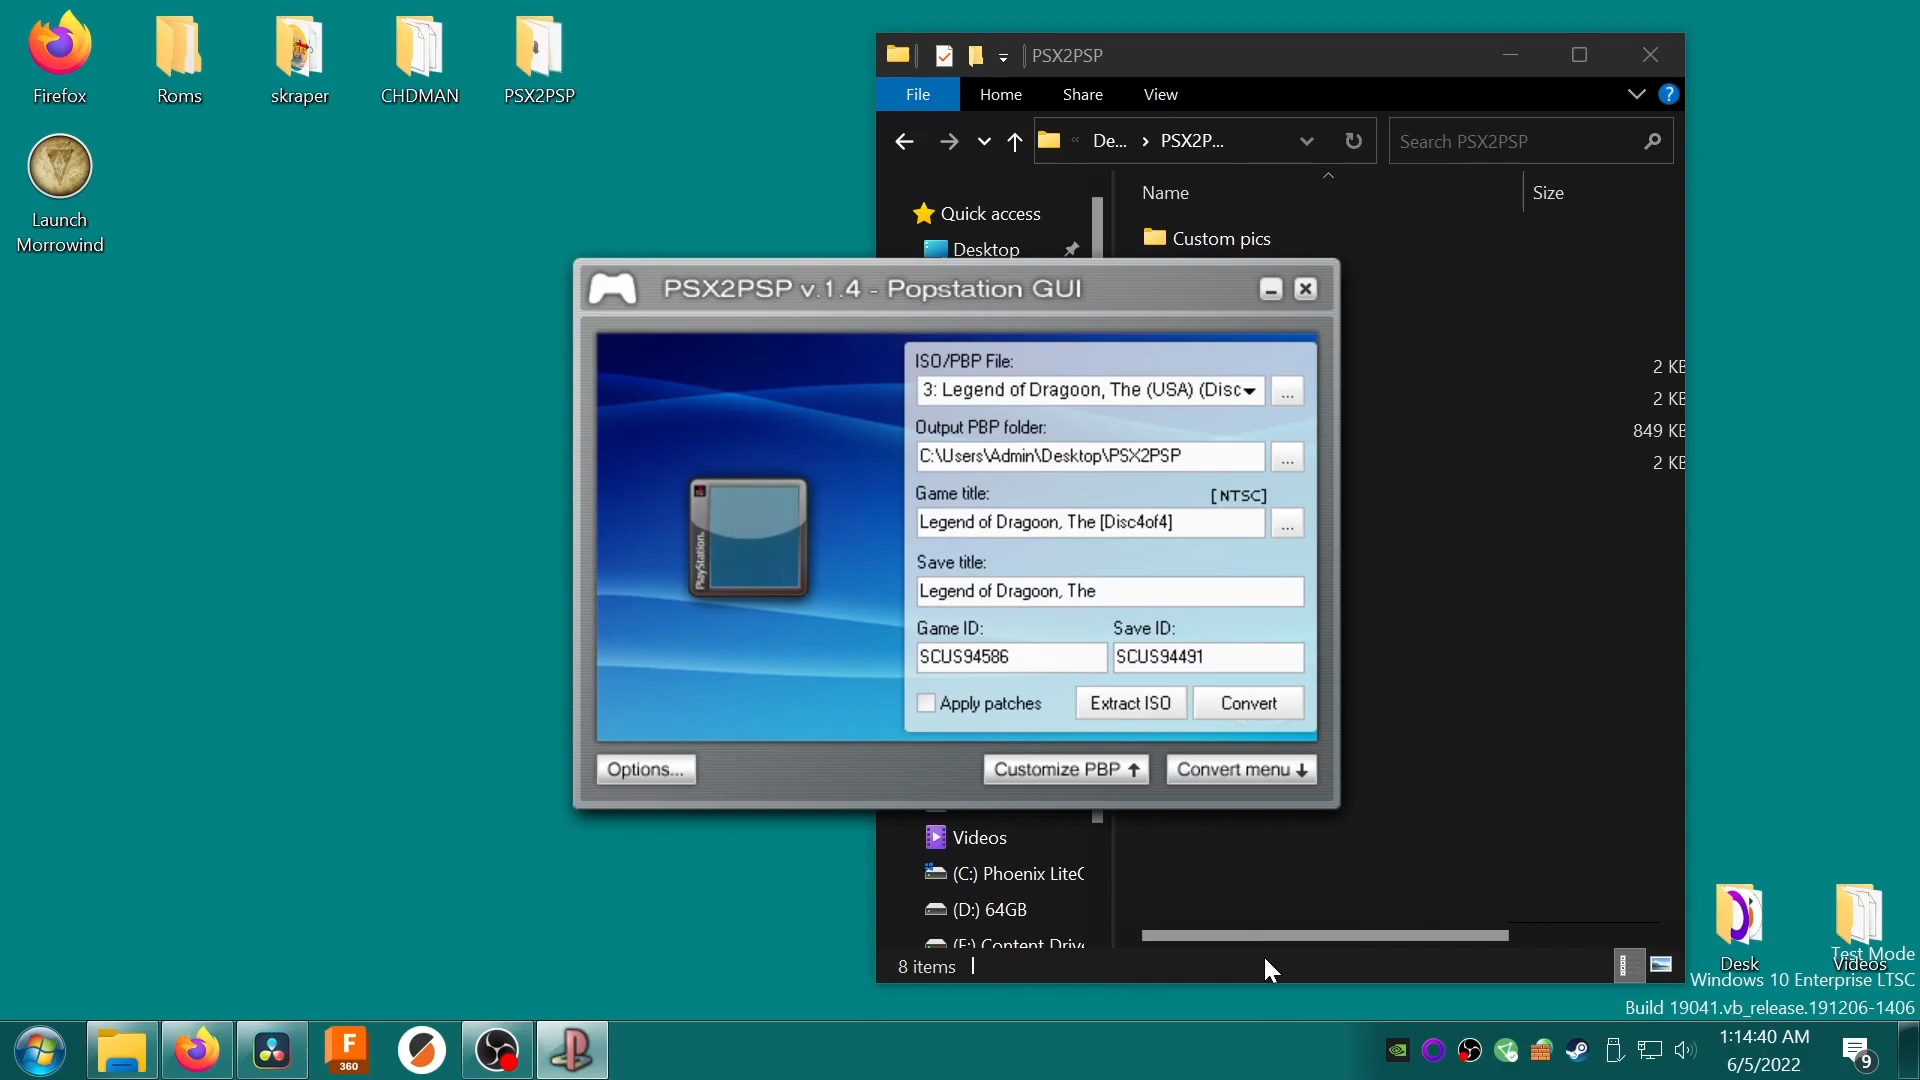 Firefox
Roms
skraper
CHDMAN
PSX2PSP
Launch
Morrowind
PSX2PSP
File
Home
Share
View
De...
PSX2P...
Search PSX2PSP
Name
Size
Quick access
Desktop
Custom pics
2 KB
2 KB
849 KB
2 KB
PSX2PSP v.1.4 - Popstation GUI
ISO/PBP File:
3: Legend of Dragoon, The (USA) (Disc
...
Output PBP folder:
C:\Users\Admin\Desktop\PSX2PSP
...
Game title:
[NTSC]
Legend of Dragoon, The [Disc4of4]
...
Save title:
Legend of Dragoon, The
Game ID:
Save ID:
SCUS94586
SCUS94491
Apply patches
Extract ISO
Convert
PlayStation.
Options...
Customize PBP
Convert menu
Videos
(C:) Phoenix LiteO
(D:) 64GB
(F:) Content Drive
8 items
Desk
Videos
Test Mode
Windows 10 Enterprise LTSC
Build 19041.vb_release.191206-1406
F
360
1:14:40 AM
6/5/2022
9